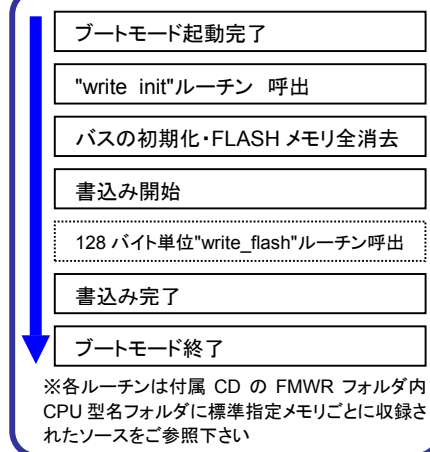 ブートモード起動完了
"write init"ルーチン 呼出
バスの初期化・FLASH メモリ全消去
書込み開始
128 バイト単位"write_flash"ルーチン呼出
書込み完了
ブートモード終了
※各ルーチンは付属 CD の FMWR フォルダ内
CPU 型名フォルダに標準指定メモリごとに収録さ
れたソースをご参照下さい